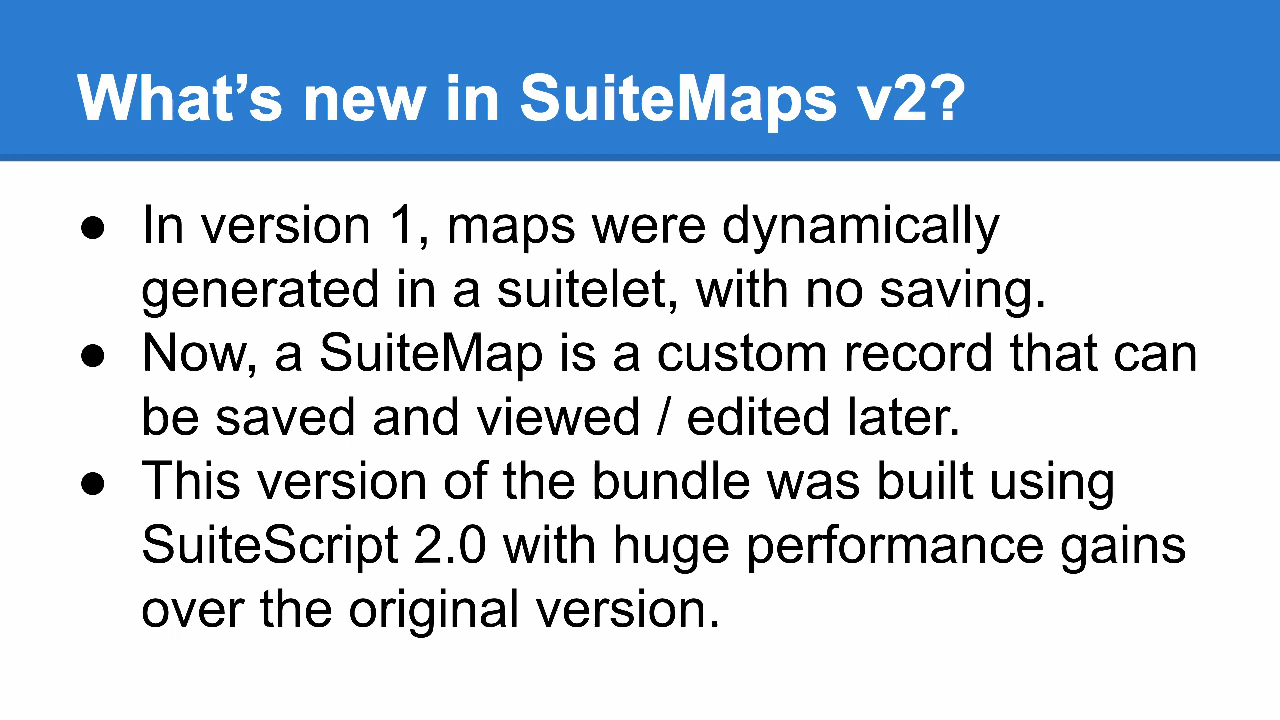 What’s new in SuiteMaps v2?
● In version 1, maps were dynamically
generated in a suitelet, with no saving.
● Now, a SuiteMap is a custom record that can
be saved and viewed / edited later.
● This version of the bundle was built using
SuiteScript 2.0 with huge performance gains
over the original version.